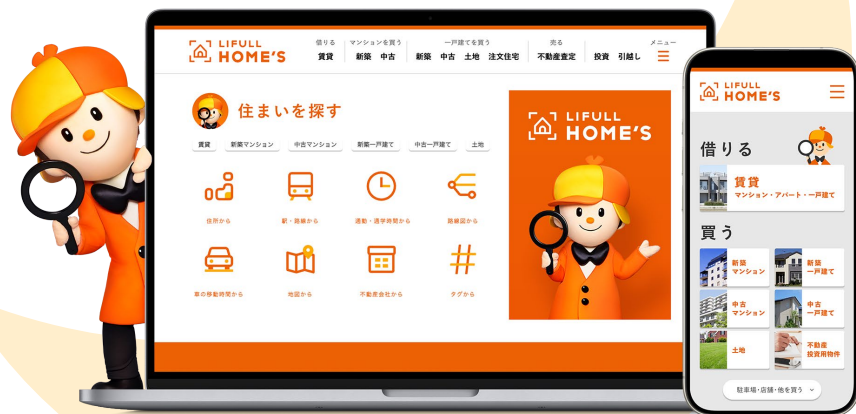 LIFULL
HOME'S
借りる
賃貸
マンションを買う
新築 中古
一戸建てを買う
新築 中古 土地 注文住宅
売る
不動産査定
投資 引越し
メニュー
住まいを探す
賃貸 新築マンション 中古マンション 新築一戸建て 中古一戸建て 土地
住所から 駅・路線から 通勤・通学時間から 路線図から
車の移動時間から 地図から 不動産会社から タグから
LIFULL
HOME'S
LIFULL
HOME'S
借りる
賃貸
マンション・アパート・一戸建て
買う
新築
マンション
新築
一戸建て
中古
マンション
中古
一戸建て
土地
不動産
投資用物件
駐車場・店舗・他を買う